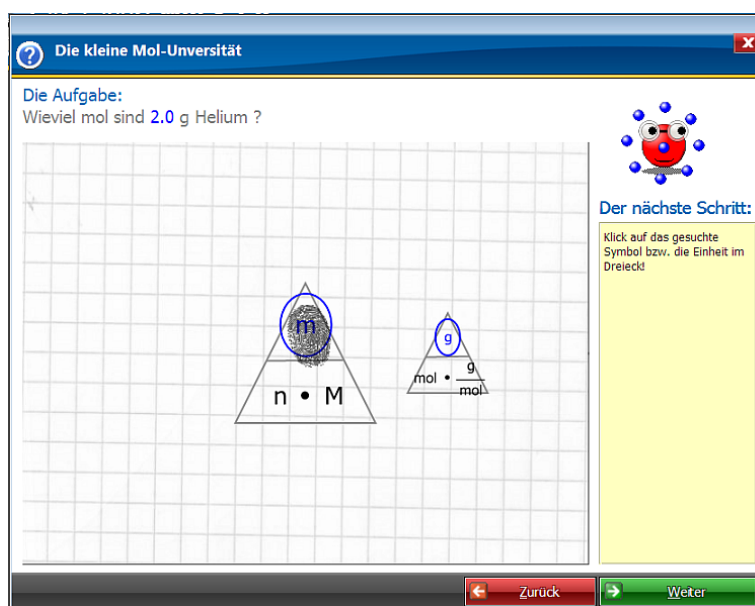 Die kleine Mol-Unversität
Die Aufgabe:
Wieviel mol sind 2.0 g Helium ?
Der nächste Schritt:
Klick auf das gesuchte
Symbol bzw. die Einheit im
Dreieck!
m
n • M
g
mol • g
mol
Zurück
Weiter